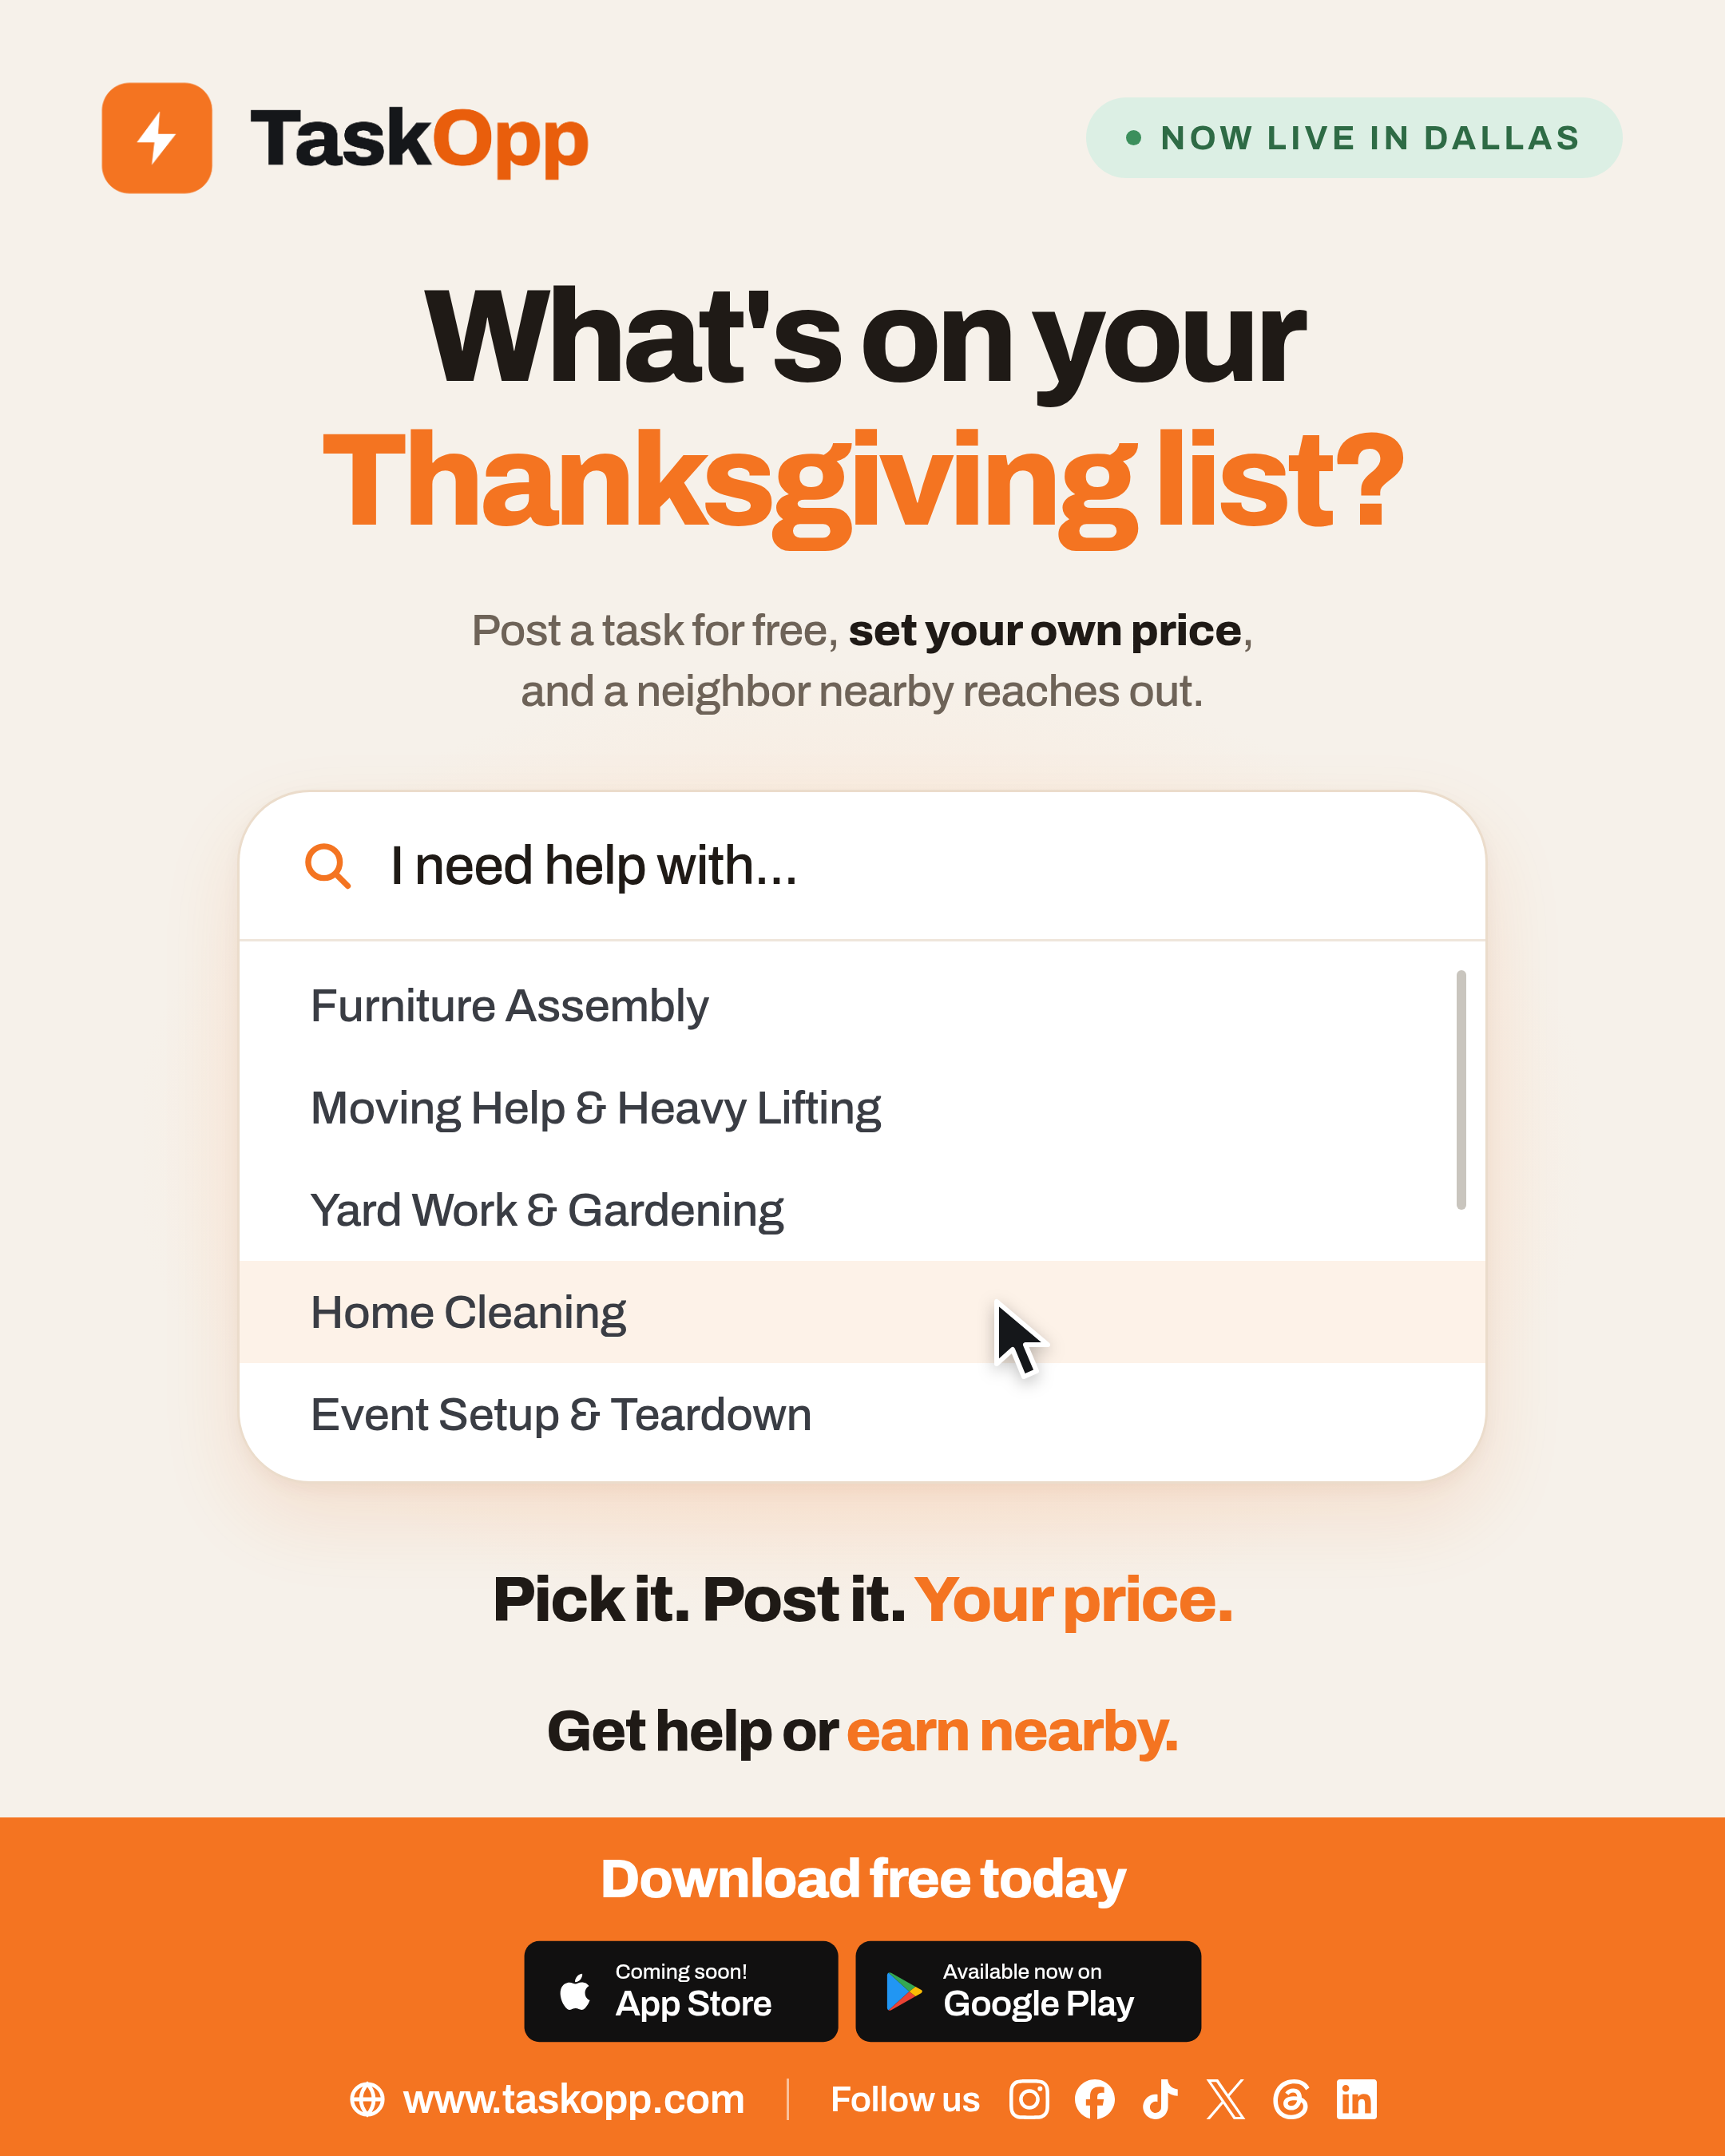 TaskOpp
NOW LIVE IN DALLAS
What's on your
Thanksgiving list?
Post a task for free, set your own price,
and a neighbor nearby reaches out.
I need help with...
Furniture Assembly
Moving Help & Heavy Lifting
Yard Work & Gardening
Home Cleaning
Event Setup & Teardown
Pick it. Post it. Your price.
Get help or earn nearby.
Download free today
Coming soon!
App Store
Available now on
Google Play
www.taskopp.com
Follow us